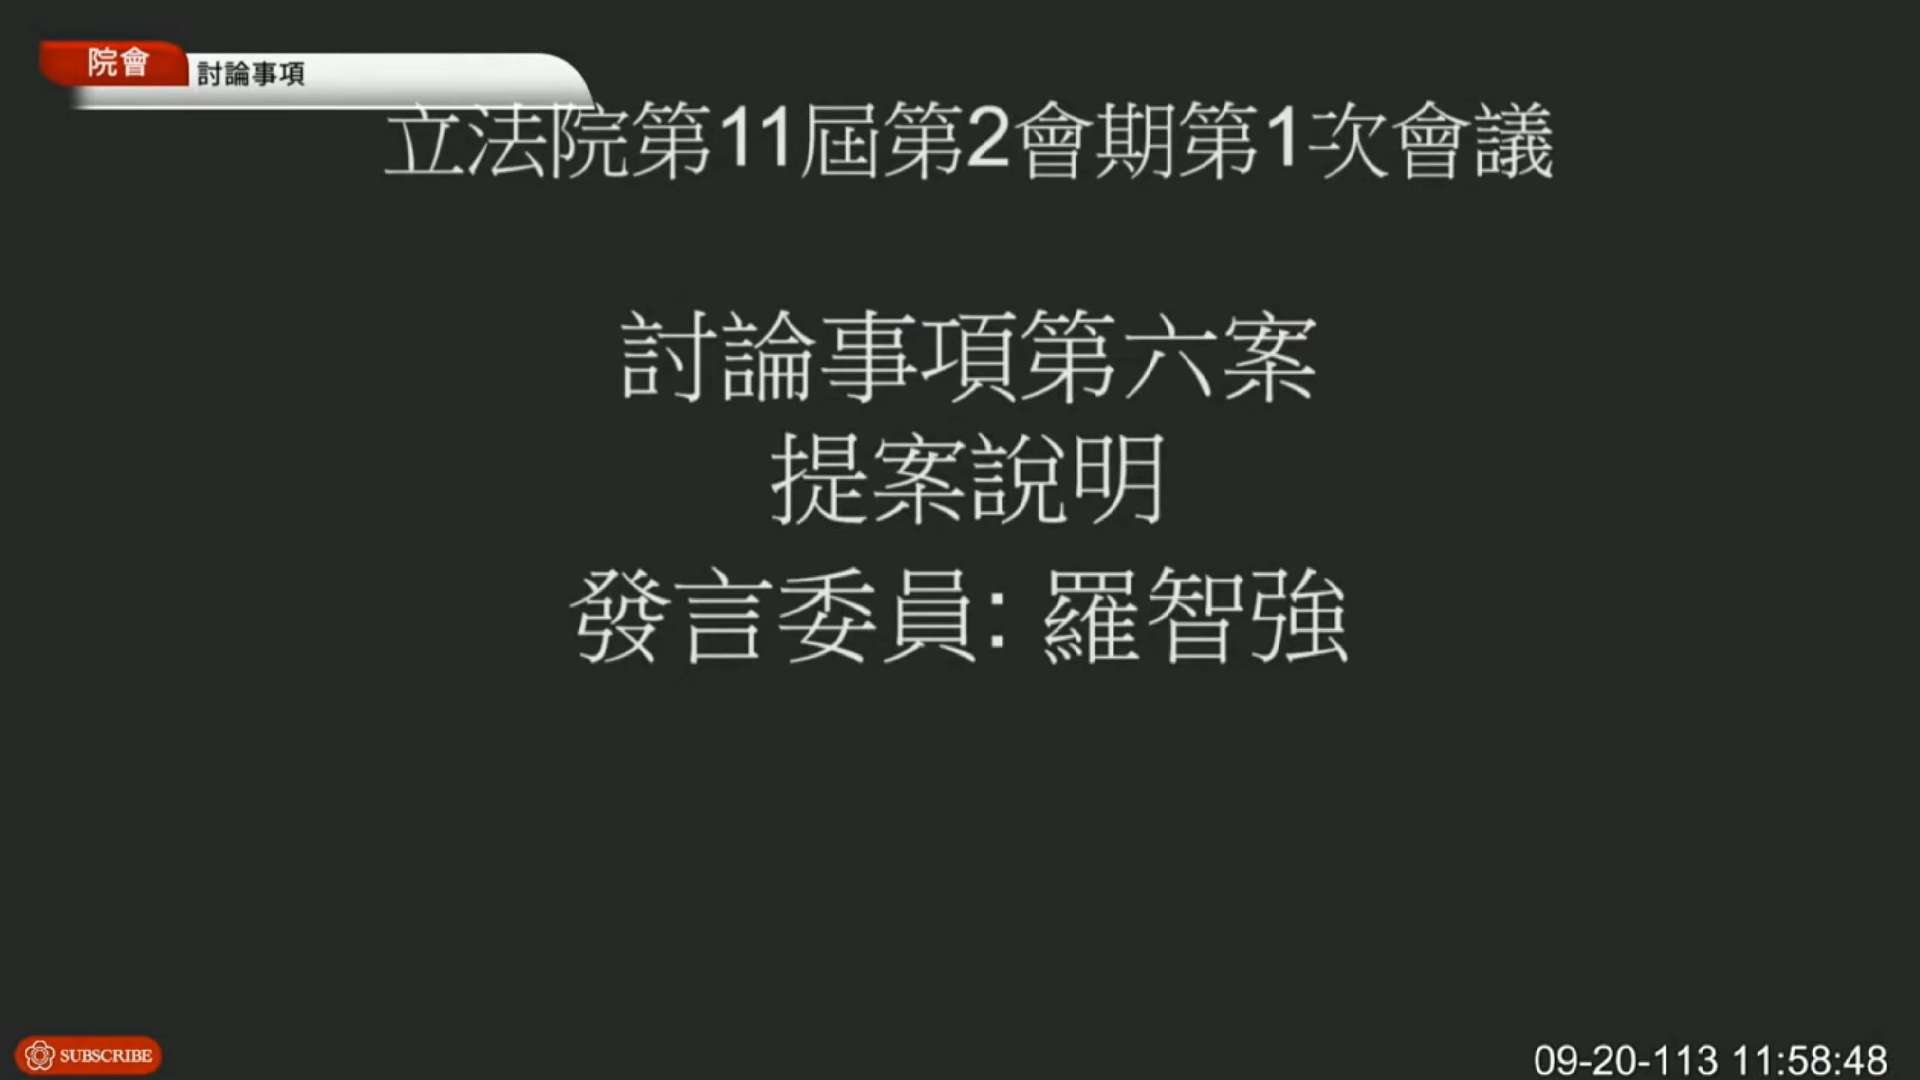 院會
討論事項
立法院第11屆第2會期第1次會議
討論事項第六案
提案說明
發言委員: 羅智強
SUBSCRIBE
09-20-113 11:58:48